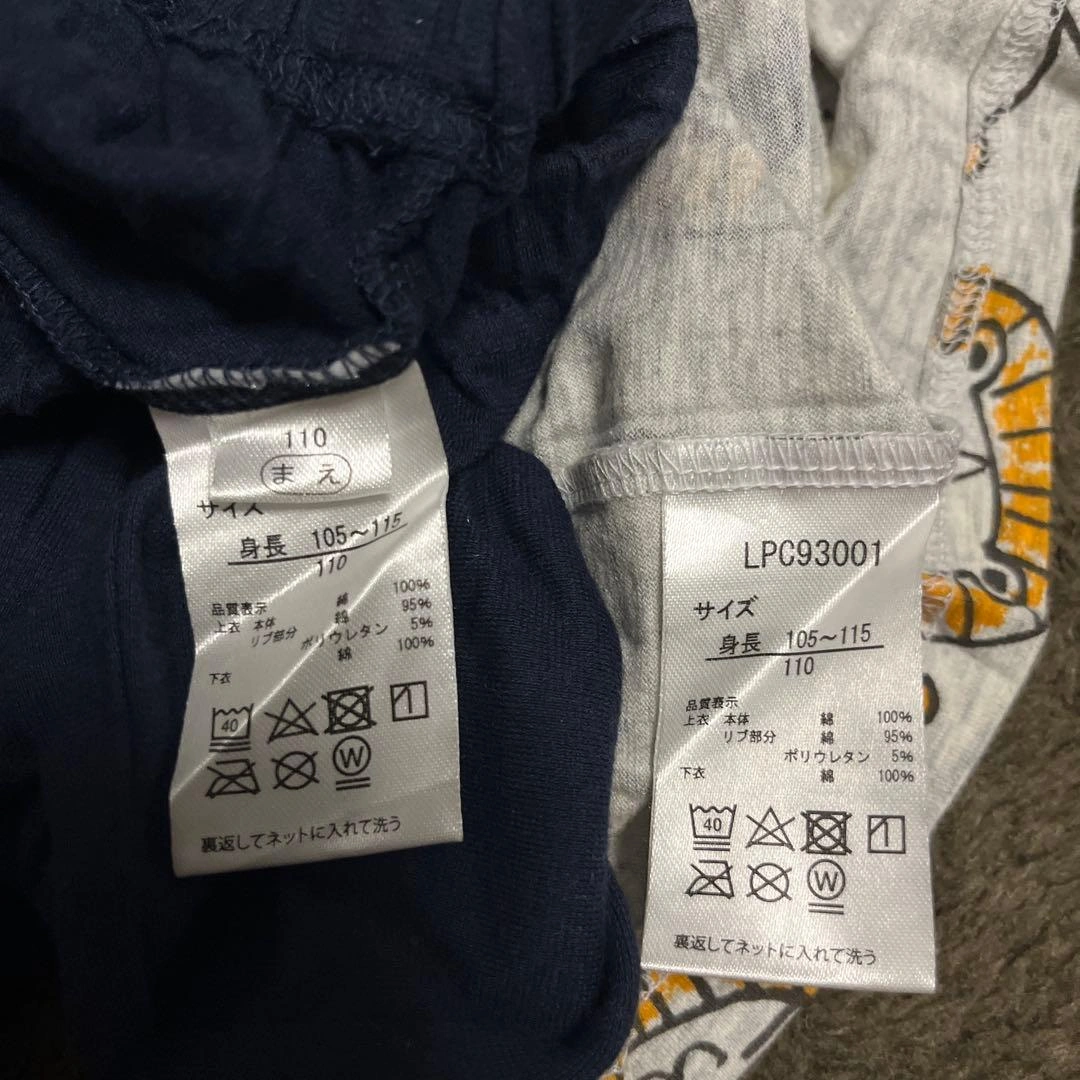 110
まえ
サイズ
身長 105～115
110
品質表示
上衣 本体 綿 100%
リブ部分 綿 95%
ポリウレタン 5%
下衣 綿 100%
40
W
裏返してネットに入れて洗う
LPC93001
サイズ
身長 105～115
110
品質表示
上衣 本体 綿 100%
リブ部分 綿 95%
ポリウレタン 5%
下衣 綿 100%
40
W
裏返してネットに入れて洗う